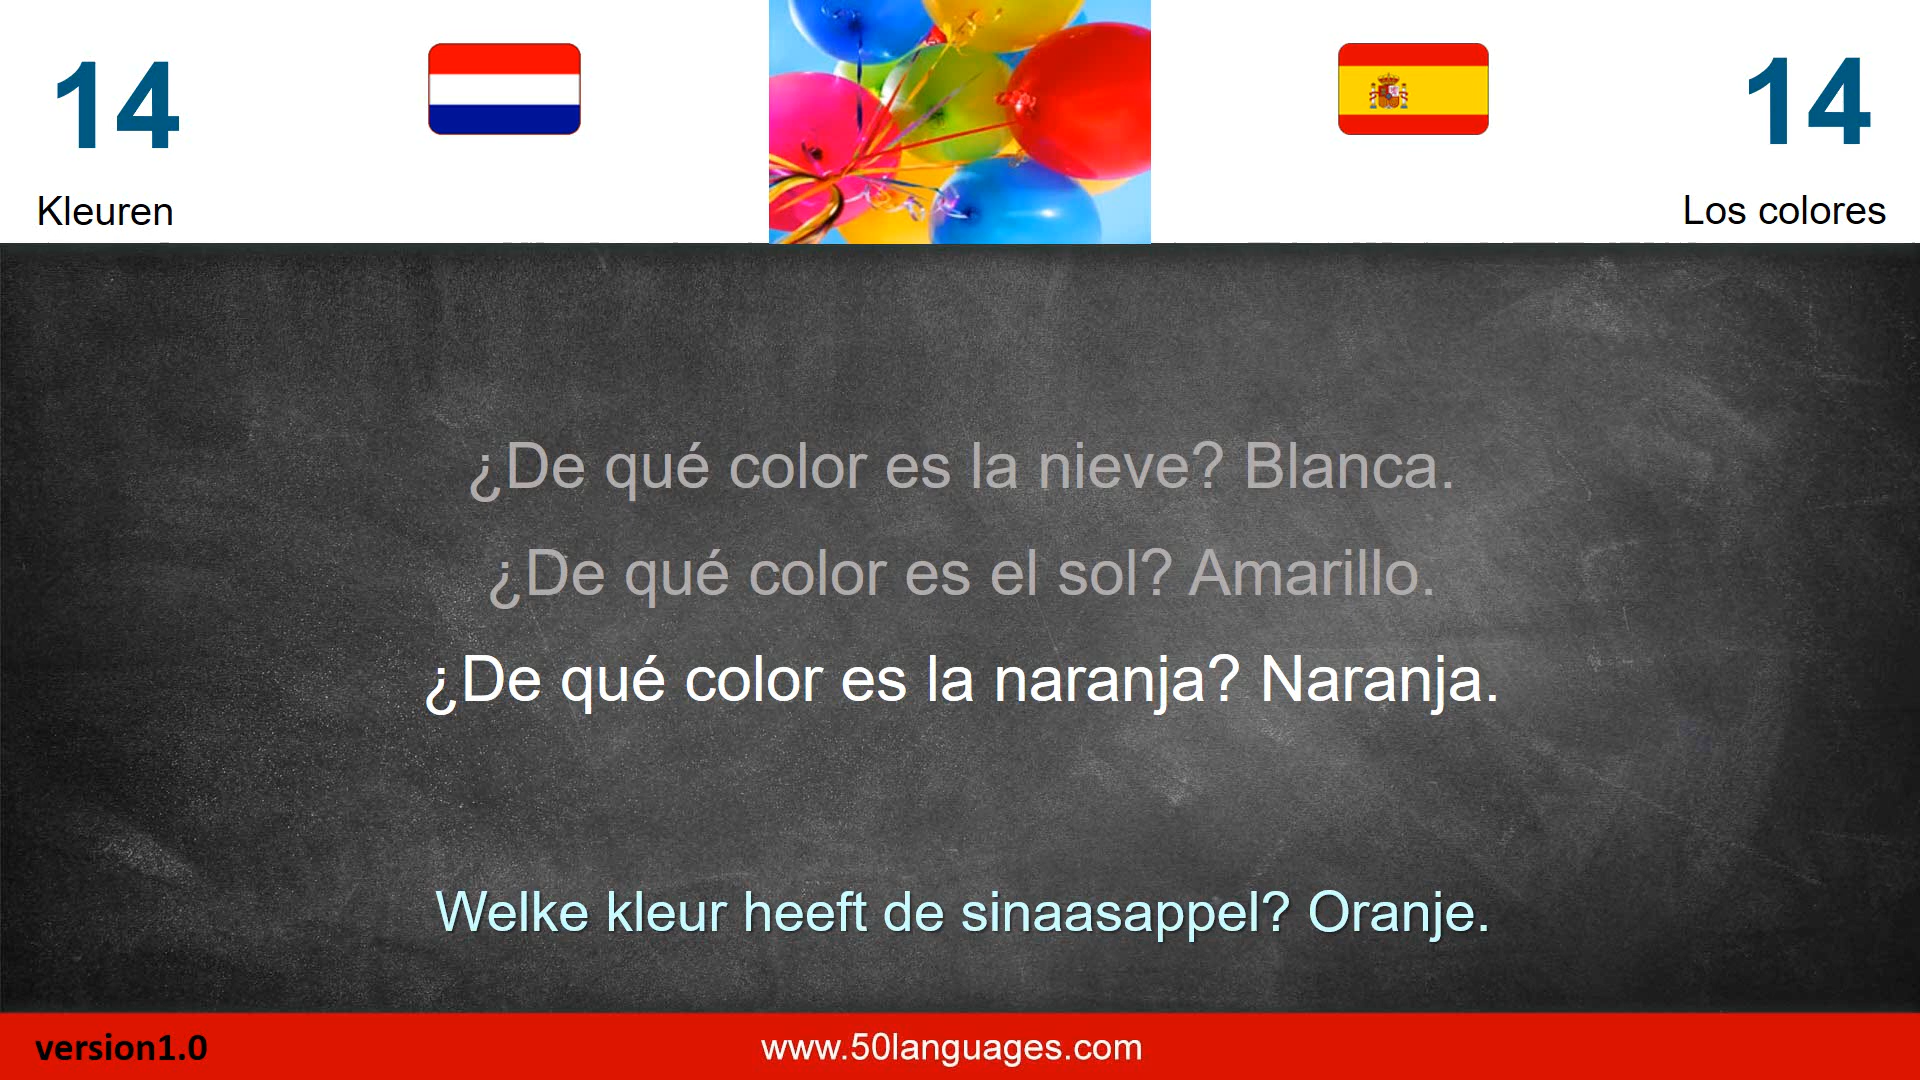 14
14
Kleuren
Los colores
¿De qué color es la nieve? Blanca.
¿De qué color es el sol? Amarillo.
¿De qué color es la naranja? Naranja.
Welke kleur heeft de sinaasappel? Oranje.
version1.0
www.50languages.com